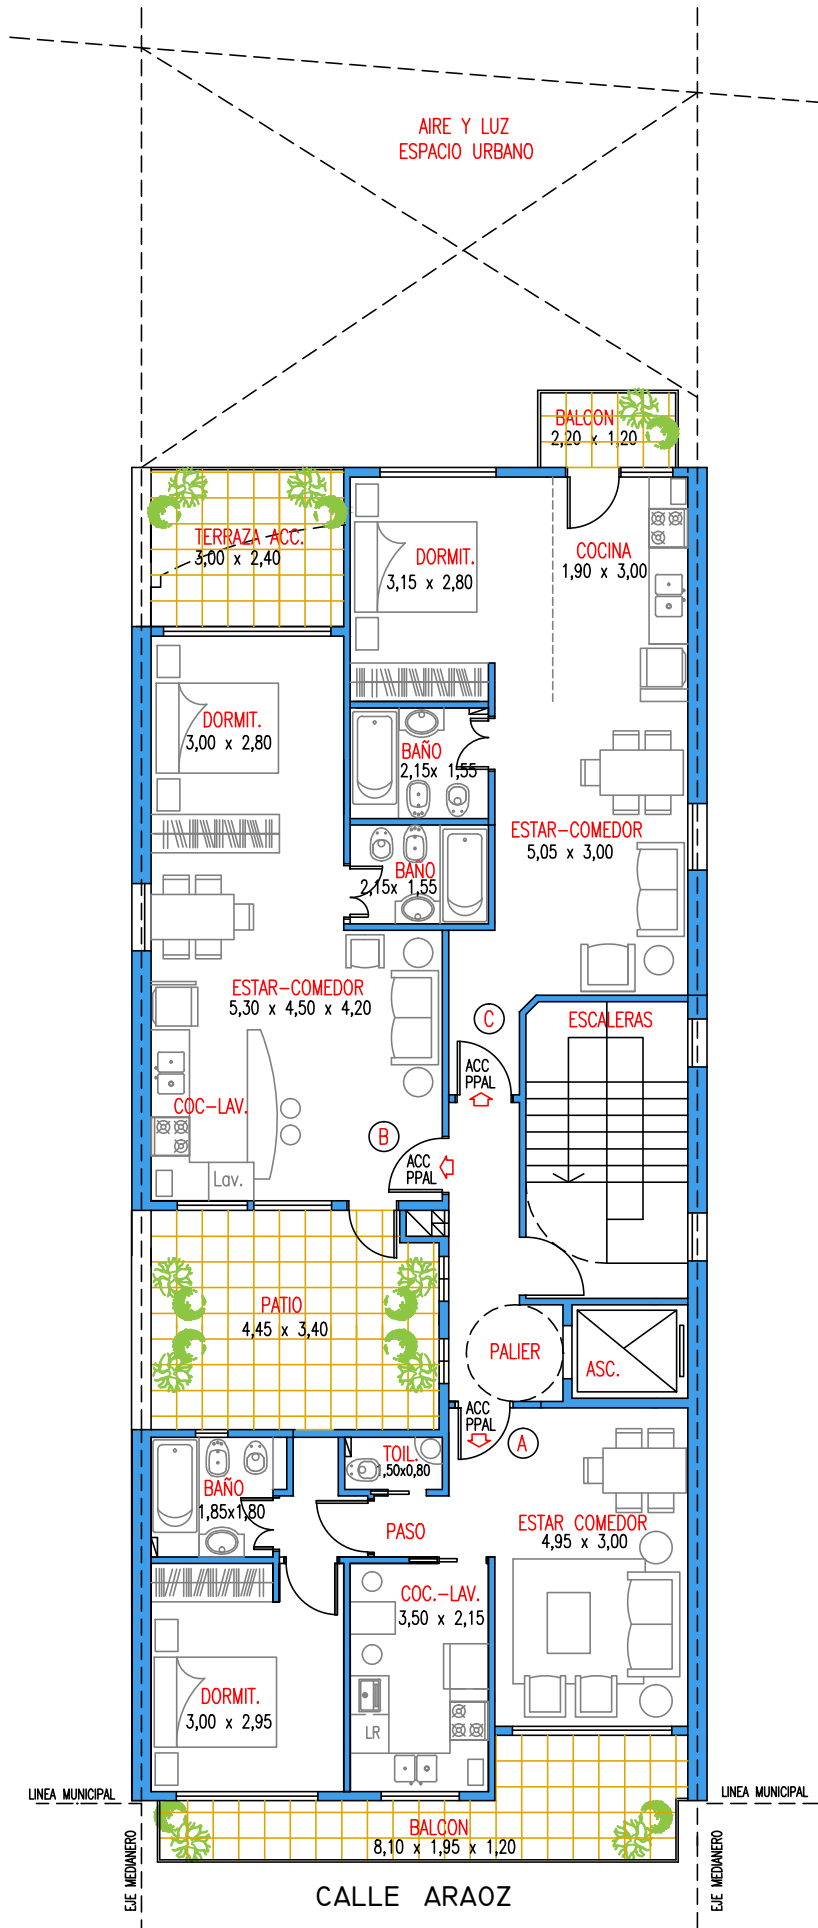 AIRE Y LUZ
ESPACIO URBANO
BALCON
2,20 x 1,20
TERRAZA ACC.
3,00 x 2,40
DORMIT.
3,15 x 2,80
COCINA
1,90 x 3,00
DORMIT.
3,00 x 2,80
BAÑO
2,15x 1,55
ESTAR-COMEDOR
5,05 x 3,00
BAÑO
2,15x 1,55
ESTAR-COMEDOR
5,30 x 4,50 x 4,20
C
ESCALERAS
ACC
PPAL
COC-LAV.
B
ACC
PPAL
Lav.
PATIO
4,45 x 3,40
PALIER
ASC.
ACC
PPAL
A
TOIL.
1,50x0,80
BAÑO
1,85x1,80
PASO
ESTAR COMEDOR
4,95 x 3,00
COC.-LAV.
3,50 x 2,15
DORMIT.
3,00 x 2,95
LR
LINEA MUNICIPAL
LINEA MUNICIPAL
BALCON
8,10 x 1,95 x 1,20
EJE MEDIANERO
EJE MEDIANERO
CALLE ARAOZ